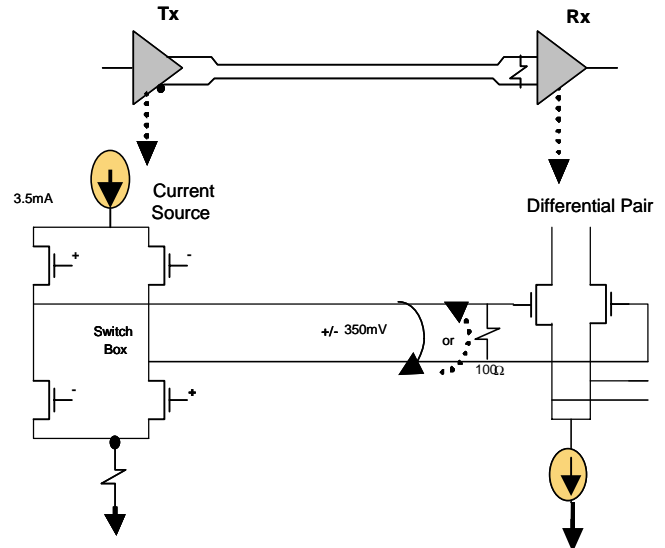 Tx
Rx
3.5mA
Current
Source
Differential Pair
+
-
Switch
Box
+/- 350mV
or
100Ω
-
+